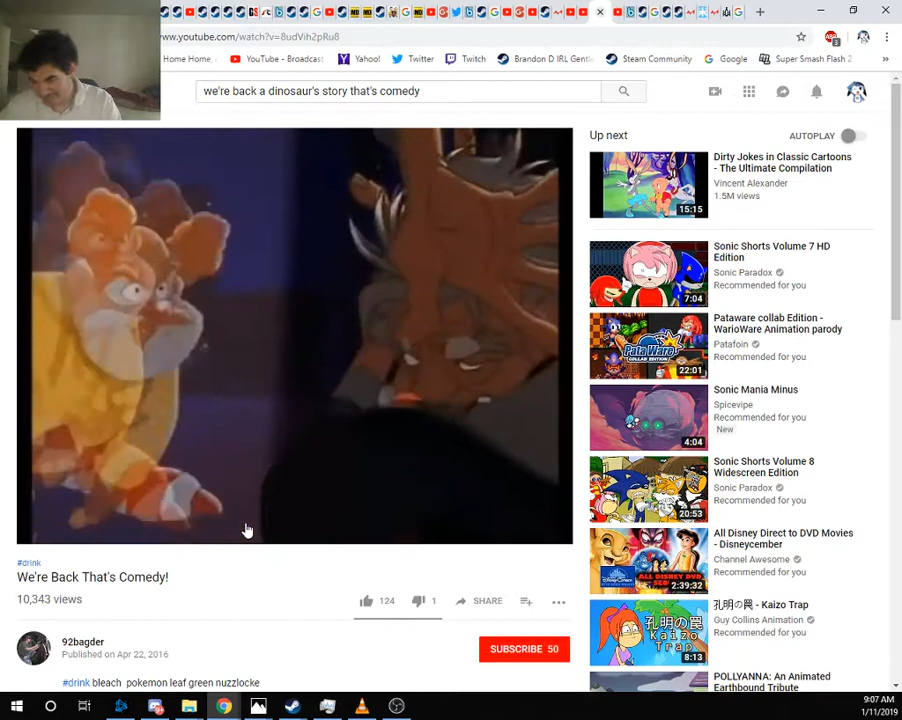 www.youtube.com/watch?v=8udVih2pRu8
Home Home..
YouTube - Broadcast
Yahoo!
Twitter
Twitch
Brandon D IRL Gentle
Steam Community
Google
Super Smash Flash 2
we're back a dinosaur's story that's comedy
Up next
AUTOPLAY
Dirty Jokes in Classic Cartoons
- The Ultimate Compilation
Vincent Alexander
1.5M views
15:15
Sonic Shorts Volume 7 HD
Edition
Sonic Paradox
Recommended for you
7:04
Pataware collab Edition -
WarioWare Animation parody
Patafoin
Recommended for you
22:01
Sonic Mania Minus
Spicevipe
Recommended for you
New
4:04
Sonic Shorts Volume 8
Widescreen Edition
Sonic Paradox
Recommended for you
20:53
All Disney Direct to DVD Movies
- Disneycember
Channel Awesome
Recommended for you
2:39:32
孔明の罠 - Kaizo Trap
Guy Collins Animation
Recommended for you
8:13
POLLYANNA: An Animated
Earthbound Tribute
#drink
We're Back That's Comedy!
10,343 views
124
1
SHARE
92bagder
Published on Apr 22, 2016
SUBSCRIBE 50
#drink bleach pokemon leaf green nuzzlocke
9:07 AM
1/11/2019